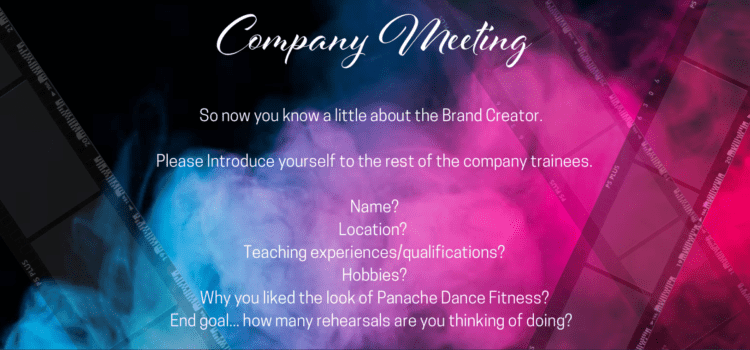 Company Meeting
So now you know a little about the Brand Creator.
Please Introduce yourself to the rest of the company trainees.
Name?
Location?
Teaching experiences/qualifications?
Hobbies?
Why you liked the look of Panache Dance Fitness?
End goal... how many rehearsals are you thinking of doing?